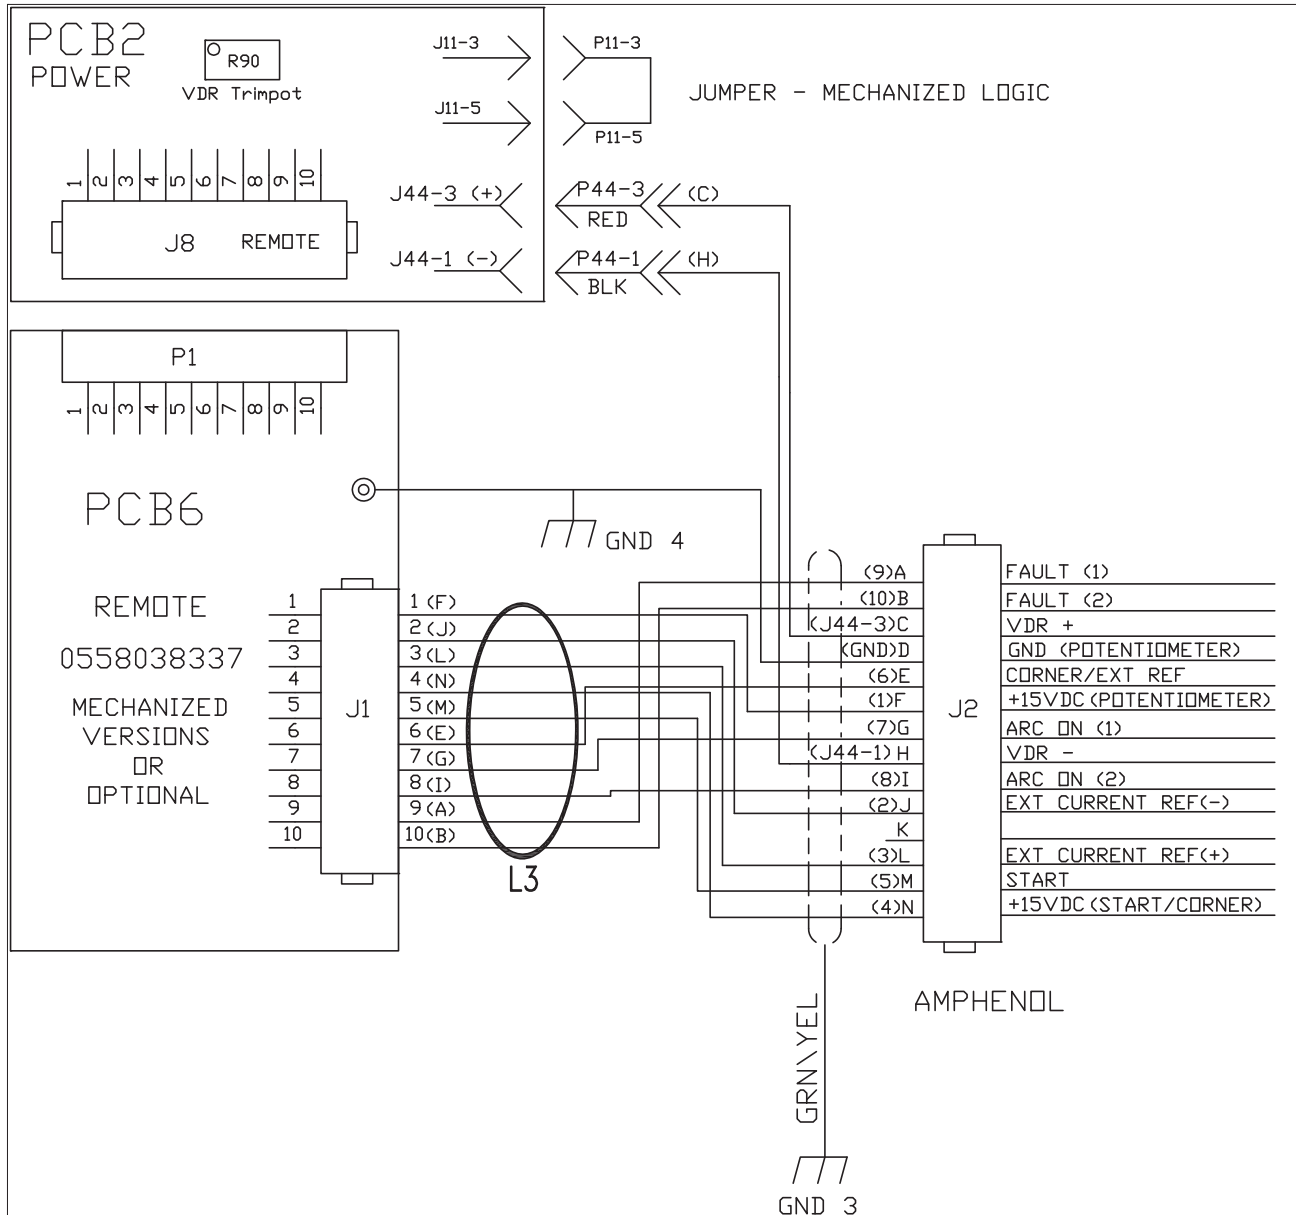 PCB2
POWER
R90
VDR Trimpot
J11-3
P11-3
J11-5
P11-5
JUMPER - MECHANIZED LOGIC
1 2 3 4 5 6 7 8 9 10
J8 REMOTE
J44-3 (+)
P44-3
RED
(C)
J44-1 (-)
P44-1
BLK
(H)
P1
1 2 3 4 5 6 7 8 9 10
PCB6
GND 4
REMOTE
0558038337
MECHANIZED
VERSIONS
OR
OPTIONAL
1
2
3
4
5
6
7
8
9
10
J1
1 (F)
2 (J)
3 (L)
4 (N)
5 (M)
6 (E)
7 (G)
8 (I)
9 (A)
10 (B)
L3
(9)A
(10)B
(J44-3)C
(GND)D
(6)E
(1)F
(7)G
(J44-1) H
(8)I
(2)J
K
(3)L
(5)M
(4)N
J2
FAULT (1)
FAULT (2)
VDR +
GND (POTENTIOMETER)
CORNER/EXT REF
+15VDC (POTENTIOMETER)
ARC ON (1)
VDR -
ARC ON (2)
EXT CURRENT REF(-)
EXT CURRENT REF(+)
START
+15VDC (START/CORNER)
AMPHENOL
GRN\YEL
GND 3